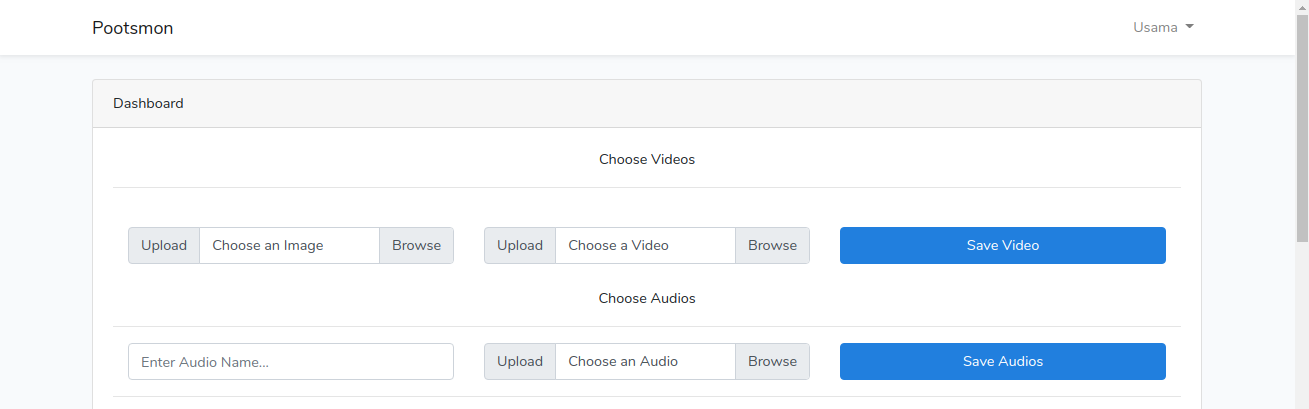 Pootsmon Usama
Dashboard
Choose Videos
Upload Choose an Image Browse Upload Choose a Video Browse Save Video
Choose Audios
Enter Audio Name... Upload Choose an Audio Browse Save Audios